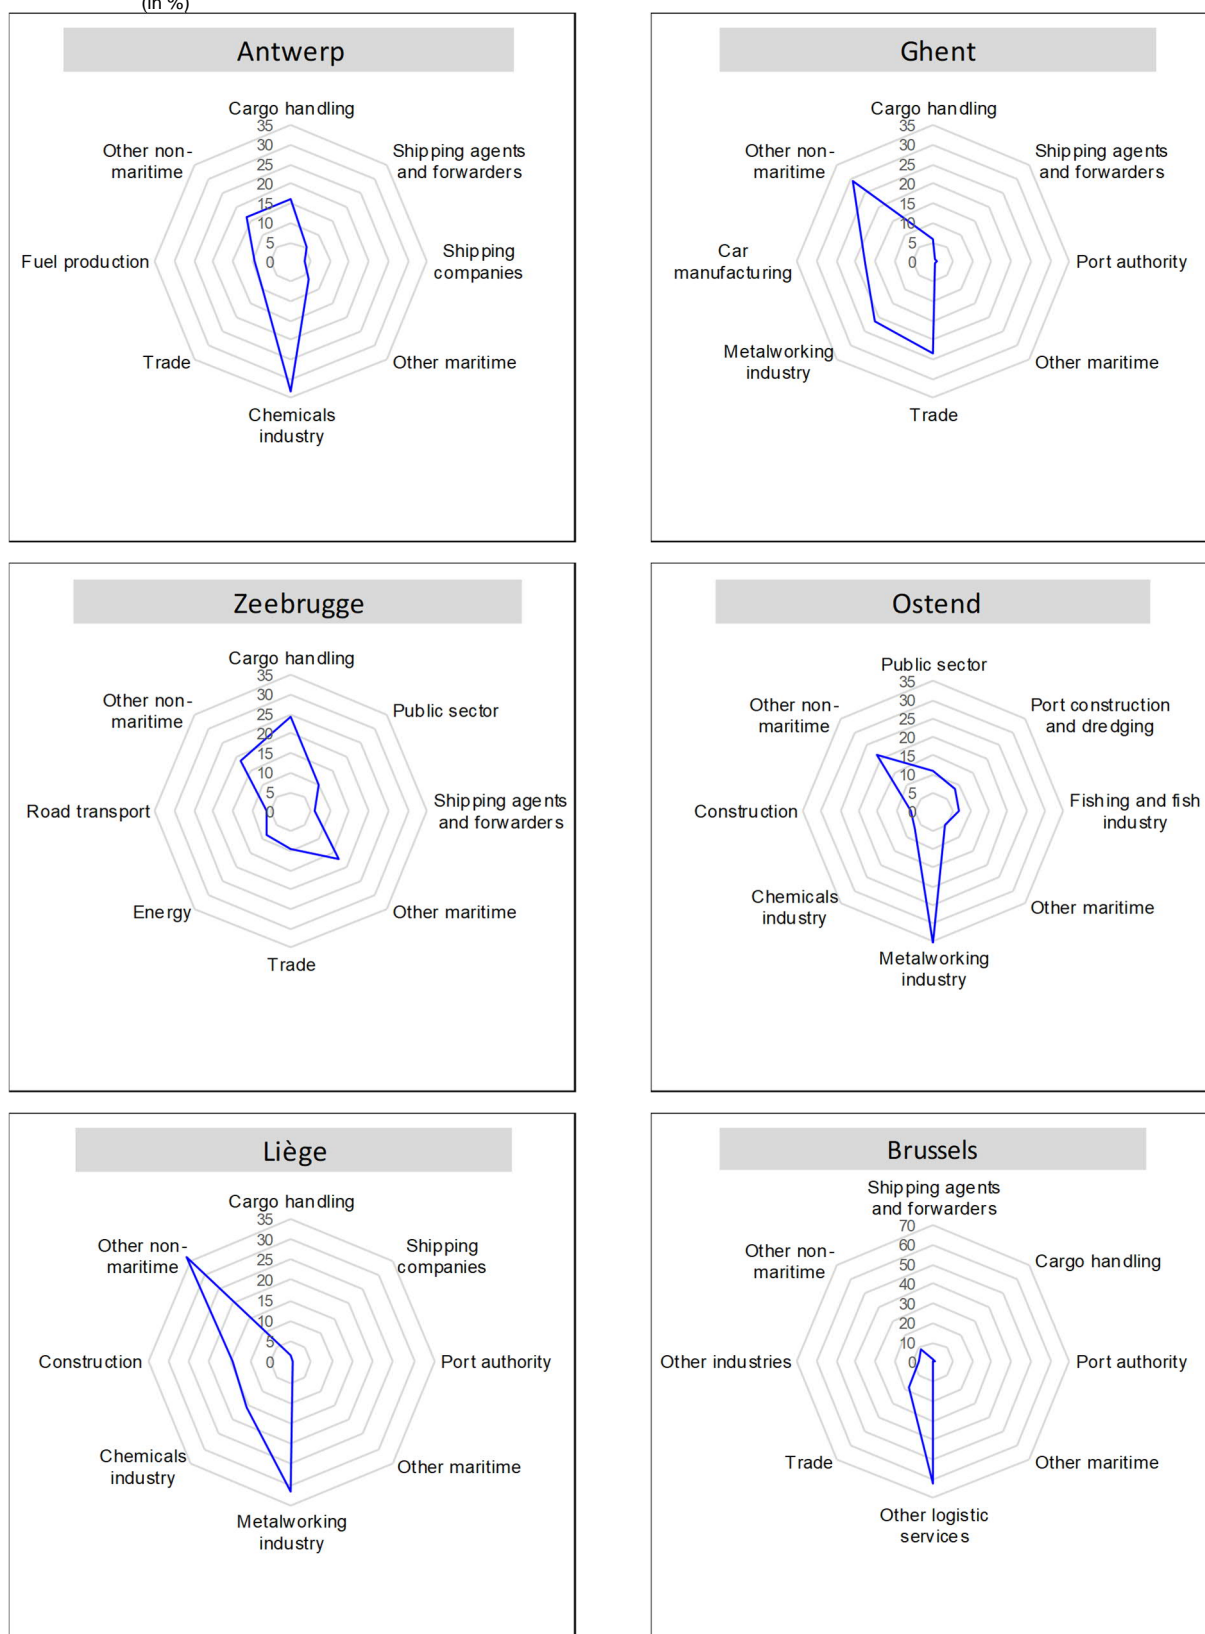 (in %)
Antwerp
Cargo handling
35
30
25
20
15
10
5
0
Shipping agents
and forwarders
Shipping
companies
Other maritime
Chemicals
industry
Trade
Fuel production
Other non-
maritime
Ghent
Cargo handling
35
30
25
20
15
10
5
0
Shipping agents
and forwarders
Port authority
Other maritime
Trade
Metalworking
industry
Car
manufacturing
Other non-
maritime
Zeebrugge
Cargo handling
35
30
25
20
15
10
5
0
Public sector
Shipping agents
and forwarders
Other maritime
Trade
Energy
Road transport
Other non-
maritime
Ostend
Public sector
35
30
25
20
15
10
5
0
Port construction
and dredging
Fishing and fish
industry
Other maritime
Metalworking
industry
Chemicals
industry
Construction
Other non-
maritime
Liège
Cargo handling
35
30
25
20
15
10
5
0
Shipping
companies
Port authority
Other maritime
Metalworking
industry
Chemicals
industry
Construction
Other non-
maritime
Brussels
Shipping agents
and forwarders
70
60
50
40
30
20
10
0
Cargo handling
Port authority
Other maritime
Other logistic
services
Trade
Other industries
Other non-
maritime